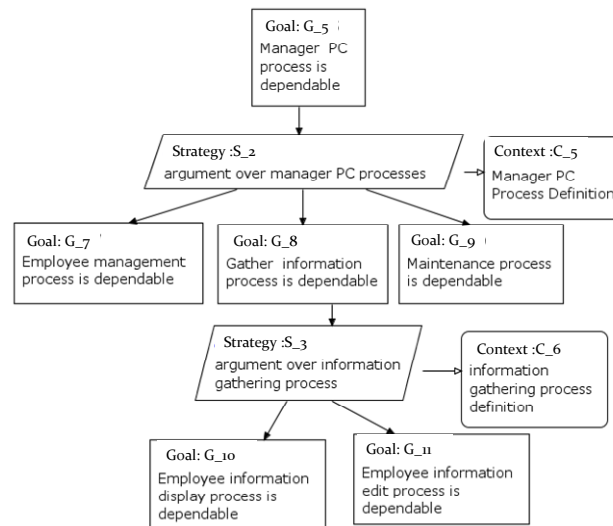 Goal: G_5
Manager PC
process is
dependable
Strategy :S_2
argument over manager PC processes
Context :C_5
Manager PC
Process Definition
Goal: G_7
Employee management
process is dependable
Goal: G_8
Gather information
process is dependable
Goal: G_9
Maintenance process
is dependable
Strategy :S_3
argument over information
gathering process
Context :C_6
information
gathering process
definition
Goal: G_10
Employee information
display process is
dependable
Goal: G_11
Employee information
edit process is
dependable